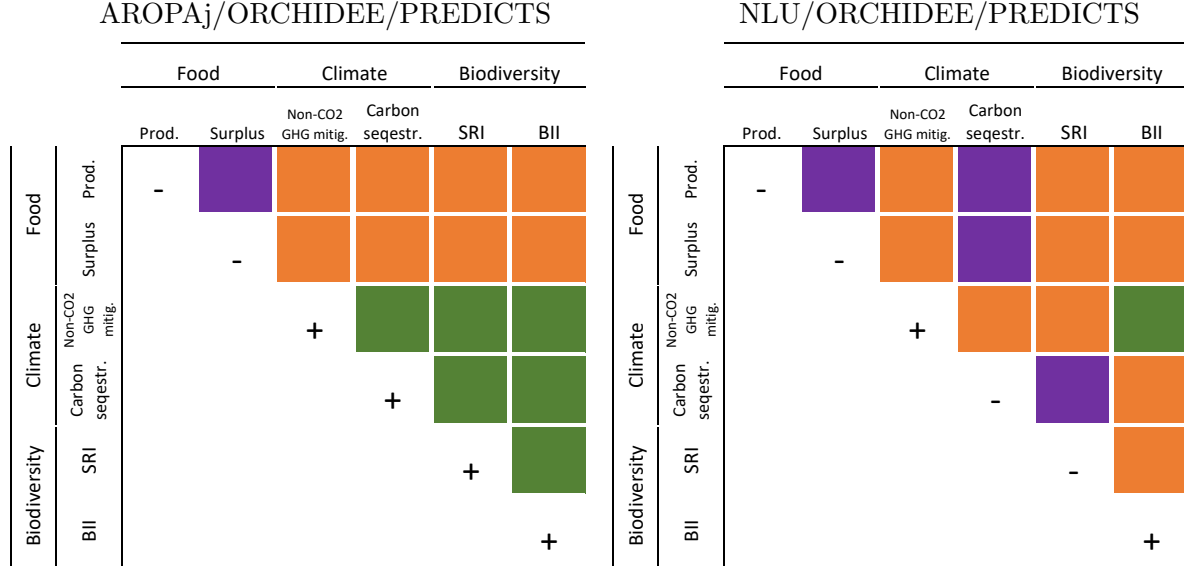 AROPAj/ORCHIDEE/PREDICTS
Food Climate Biodiversity
Prod. Surplus Non-CO2 GHG mitig. Carbon seqestr. SRI BII
Food
Prod.
-
Surplus
-
Climate
Non-CO2
GHG
mitig.
+
Carbon
seqestr.
+
Biodiversity
SRI
+
BII
+
NLU/ORCHIDEE/PREDICTS
Food Climate Biodiversity
Prod. Surplus Non-CO2 GHG mitig. Carbon seqestr. SRI BII
Food
Prod.
-
Surplus
-
Climate
Non-CO2
GHG
mitig.
+
Carbon
seqestr.
-
Biodiversity
SRI
-
BII
+